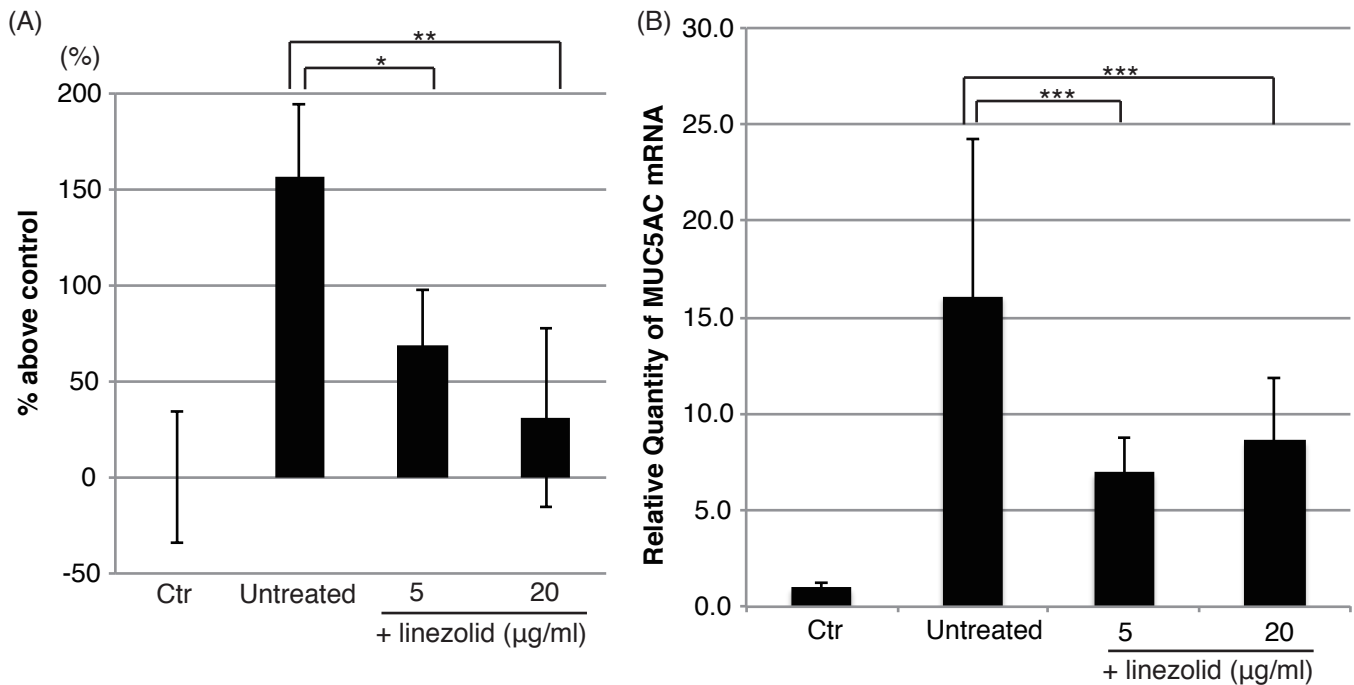 (A)
(%)
**
*
200
150
100
50
0
-50
% above control
Ctr
Untreated
5
20
+ linezolid (µg/ml)
(B)
30.0
25.0
20.0
15.0
10.0
5.0
0.0
***
***
Relative Quantity of MUC5AC mRNA
Ctr
Untreated
5
20
+ linezolid (µg/ml)